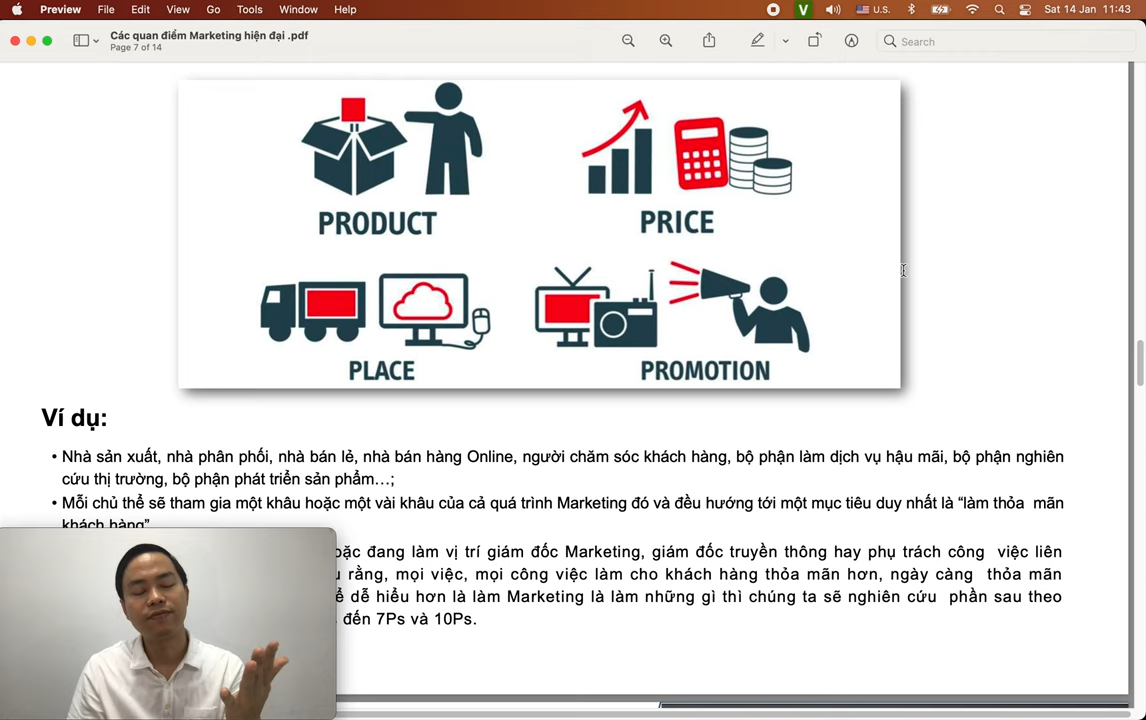 Preview File Edit View Go Tools Window Help V U.S. Sat 14 Jan 11:43
Các quan điểm Marketing hiện đại .pdf
Page 7 of 14
Search
PRODUCT PRICE
PLACE PROMOTION
Ví dụ:
• Nhà sản xuất, nhà phân phối, nhà bán lẻ, nhà bán hàng Online, người chăm sóc khách hàng, bộ phận làm dịch vụ hậu mãi, bộ phận nghiên
cứu thị trường, bộ phận phát triển sản phẩm…;
• Mỗi chủ thể sẽ tham gia một khâu hoặc một vài khâu của cả quá trình Marketing đó và đều hướng tới một mục tiêu duy nhất là “làm thỏa mãn
khách hàng”
đang làm vị trí giám đốc Marketing, giám đốc truyền thông hay phụ trách công việc liên
rằng, mọi việc, mọi công việc làm cho khách hàng thỏa mãn hơn, ngày càng thỏa mãn
dễ hiểu hơn là làm Marketing là làm những gì thì chúng ta sẽ nghiên cứu phần sau theo
đến 7Ps và 10Ps.